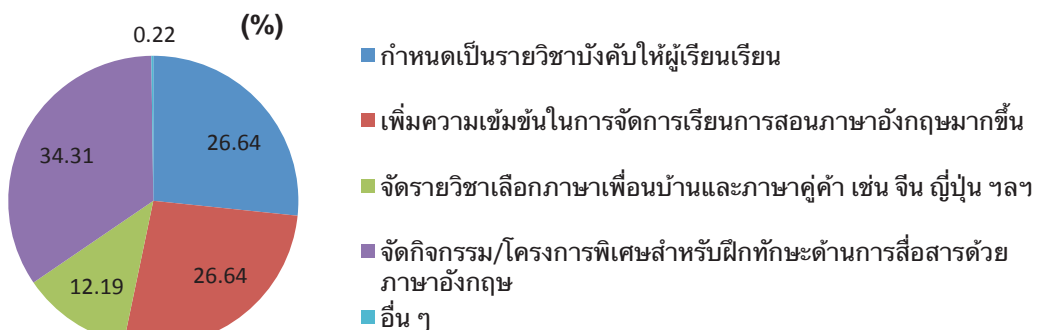 (%)
0.22
26.64
34.31
12.19
26.64
กำหนดเป็นรายวิชาบังคับให้ผู้เรียนเรียน
เพิ่มความเข้มข้นในการจัดการเรียนการสอนภาษาอังกฤษมากขึ้น
จัดรายวิชาเลือกภาษาเพื่อนบ้านและภาษาคู่ค้า เช่น จีน ญี่ปุ่น ฯลฯ
จัดกิจกรรม/โครงการพิเศษสำหรับฝึกทักษะด้านการสื่อสารด้วย
ภาษาอังกฤษ
อื่น ๆ